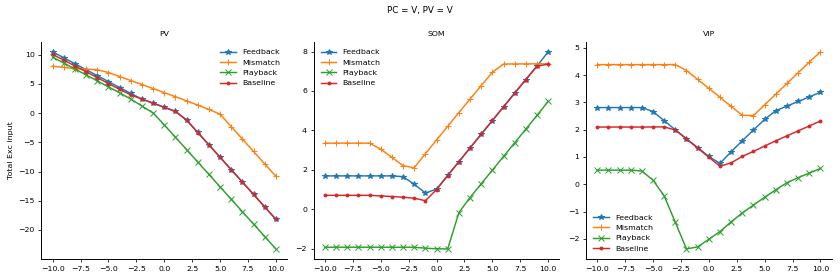 PC = V, PV = V
PV
SOM
VIP
Total Exc input
Feedback
Mismatch
Playback
Baseline
10
5
0
−5
−10
−15
−20
−10.0 −7.5 −5.0 −2.5 0.0 2.5 5.0 7.5 10.0
Feedback
Mismatch
Playback
Baseline
8
6
4
2
0
−2
−10.0 −7.5 −5.0 −2.5 0.0 2.5 5.0 7.5 10.0
5
4
3
2
1
0
−1
−2
Feedback
Mismatch
Playback
Baseline
−10.0 −7.5 −5.0 −2.5 0.0 2.5 5.0 7.5 10.0